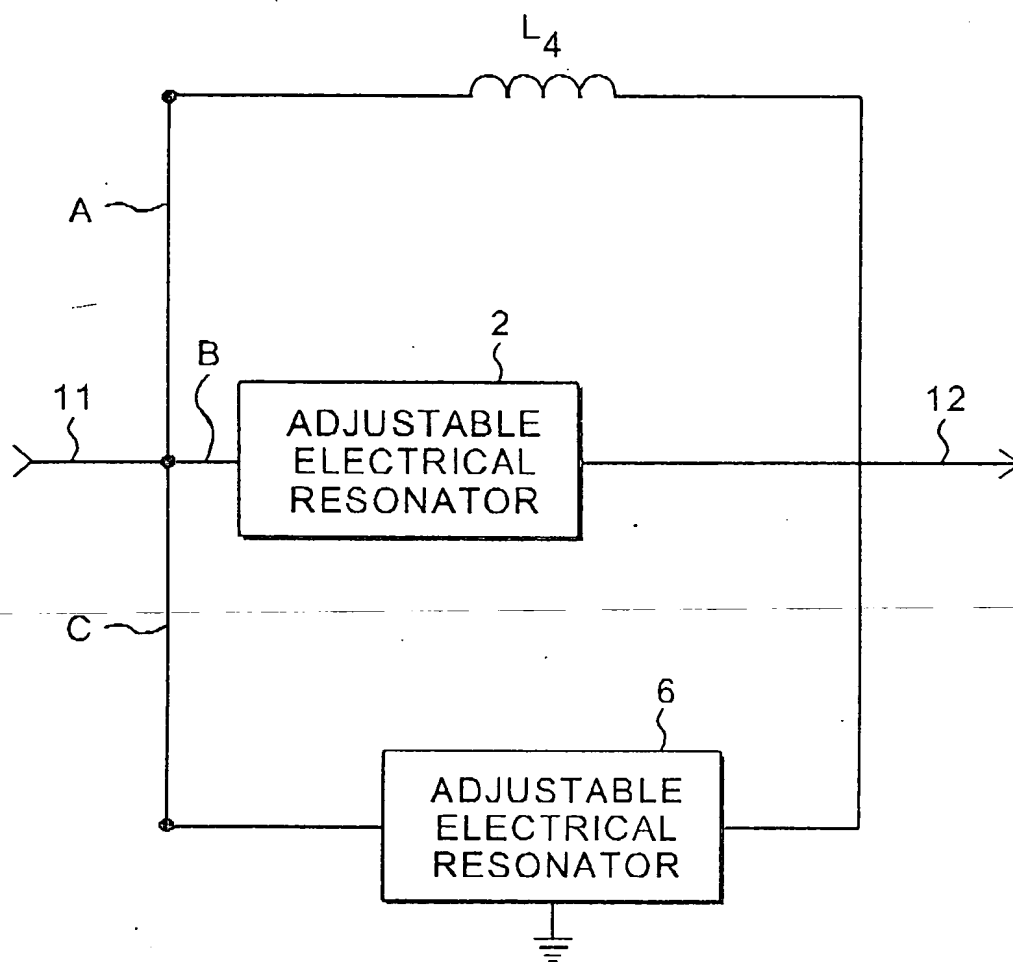 L4
A
2
B
11
ADJUSTABLE
ELECTRICAL
RESONATOR
12
C
6
ADJUSTABLE
ELECTRICAL
RESONATOR